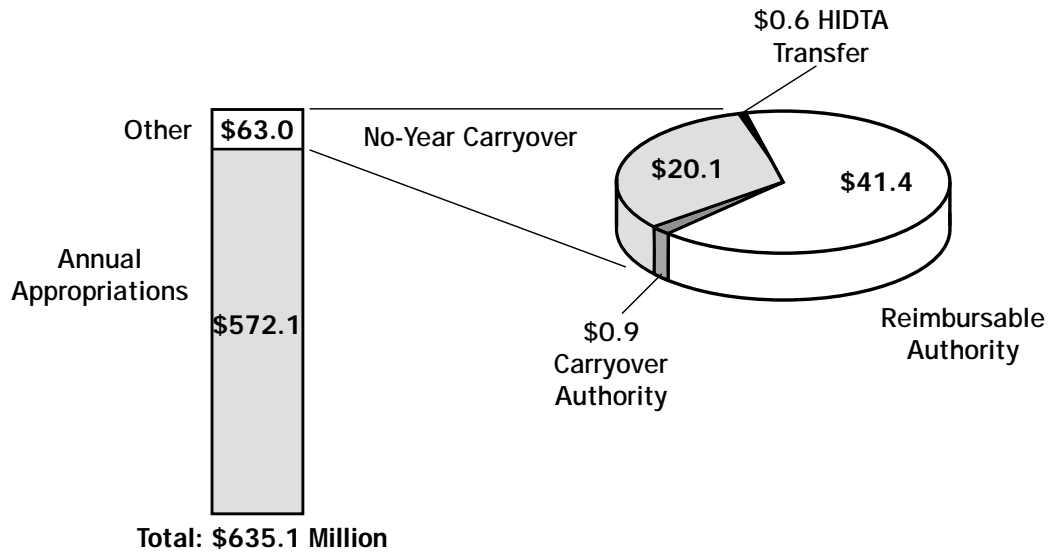 $0.6 HIDTA
Transfer
Other
$63.0
No-Year Carryover
$20.1
$41.4
Annual
Appropriations
$572.1
$0.9
Carryover
Authority
Reimbursable
Authority
Total: $635.1 Million